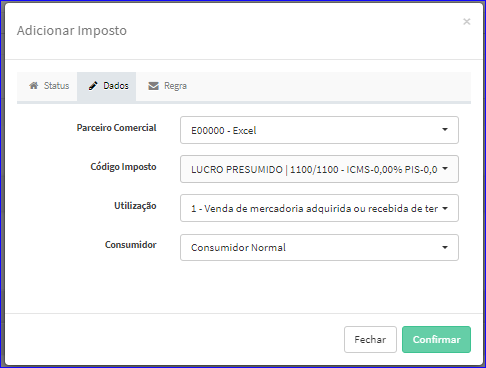 Adicionar Imposto
×
Status Dados Regra
Parceiro Comercial E00000 - Excel
Código Imposto LUCRO PRESUMIDO | 1100/1100 - ICMS-0,00% PIS-0,0
Utilização 1 - Venda de mercadoria adquirida ou recebida de ter
Consumidor Consumidor Normal
Fechar Confirmar